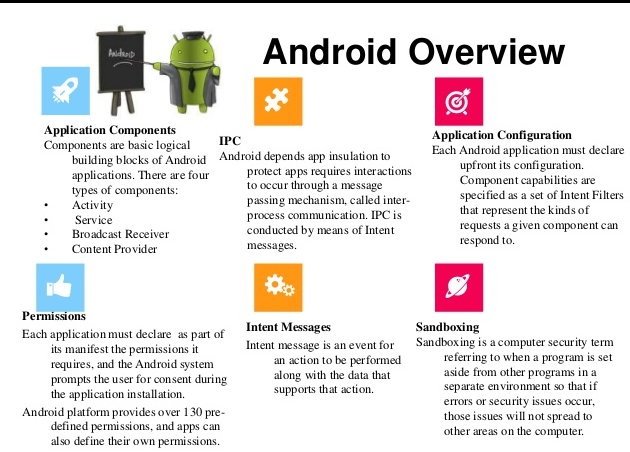 Android
Android Overview
Application Components
Components are basic logical
building blocks of Android
applications. There are four
types of components:
• Activity
• Service
• Broadcast Receiver
• Content Provider
IPC
Android depends app insulation to
protect apps requires interactions
to occur through a message
passing mechanism, called inter-
process communication. IPC is
conducted by means of Intent
messages.
Application Configuration
Each Android application must declare
upfront its configuration.
Component capabilities are
specified as a set of Intent Filters
that represent the kinds of
requests a given component can
respond to.
Permissions
Each application must declare as part of
its manifest the permissions it
requires, and the Android system
prompts the user for consent during
the application installation.
Android platform provides over 130 pre-
defined permissions, and apps can
also define their own permissions.
Intent Messages
Intent message is an event for
an action to be performed
along with the data that
supports that action.
Sandboxing
Sandboxing is a computer security term
referring to when a program is set
aside from other programs in a
separate environment so that if
errors or security issues occur,
those issues will not spread to
other areas on the computer.